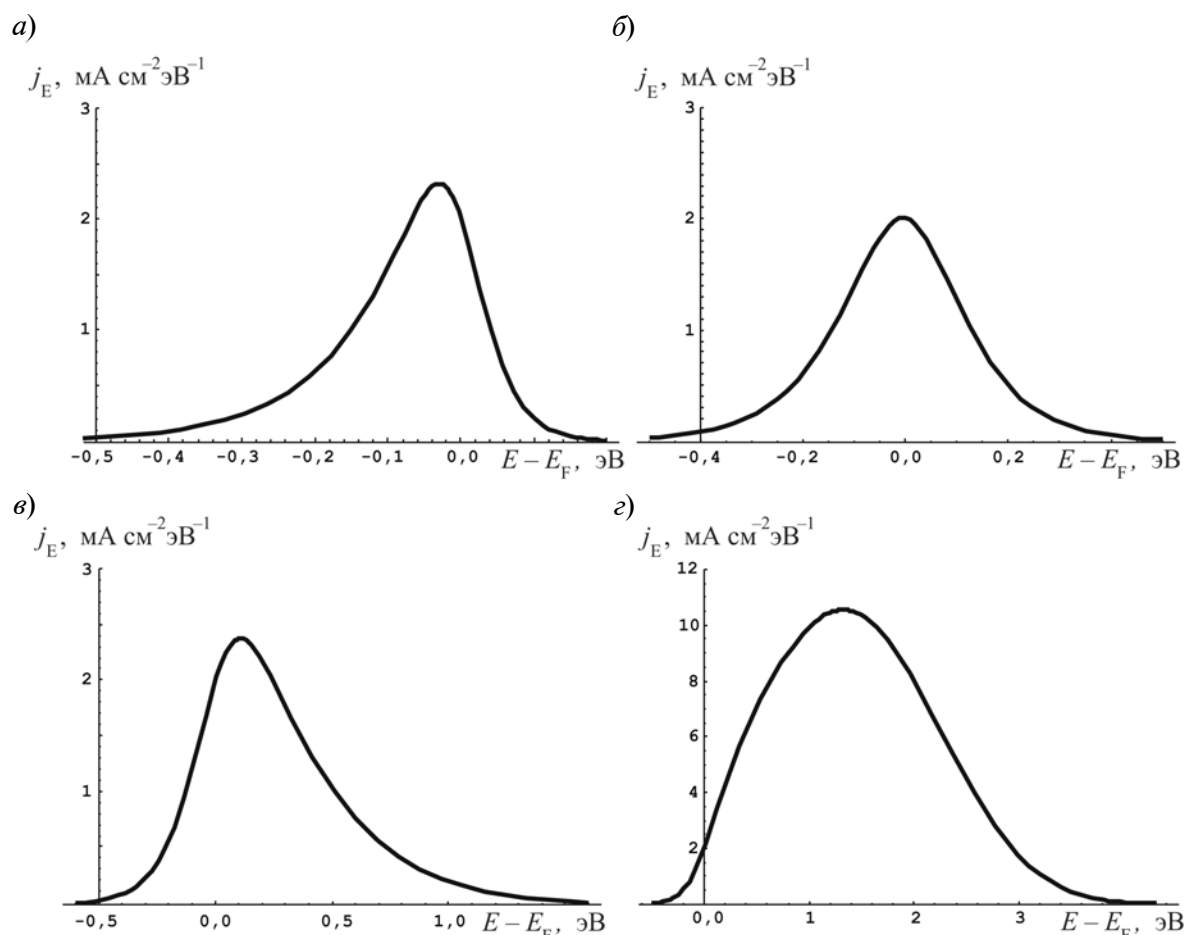 а) б)
j_E, мА см⁻²эВ⁻¹ j_E, мА см⁻²эВ⁻¹
3 3
2 2
1 1
-0,5 -0,4 -0,3 -0,2 -0,1 0,0 E – E_F, эВ -0,4 -0,2 0,0 0,2 E – E_F, эВ
в) г)
j_E, мА см⁻²эВ⁻¹ j_E, мА см⁻²эВ⁻¹
3 12
10
2 8
6
1 4
2
-0,5 0,0 0,5 1,0 E – E_F, эВ 0,0 1 2 3 E – E_F, эВ